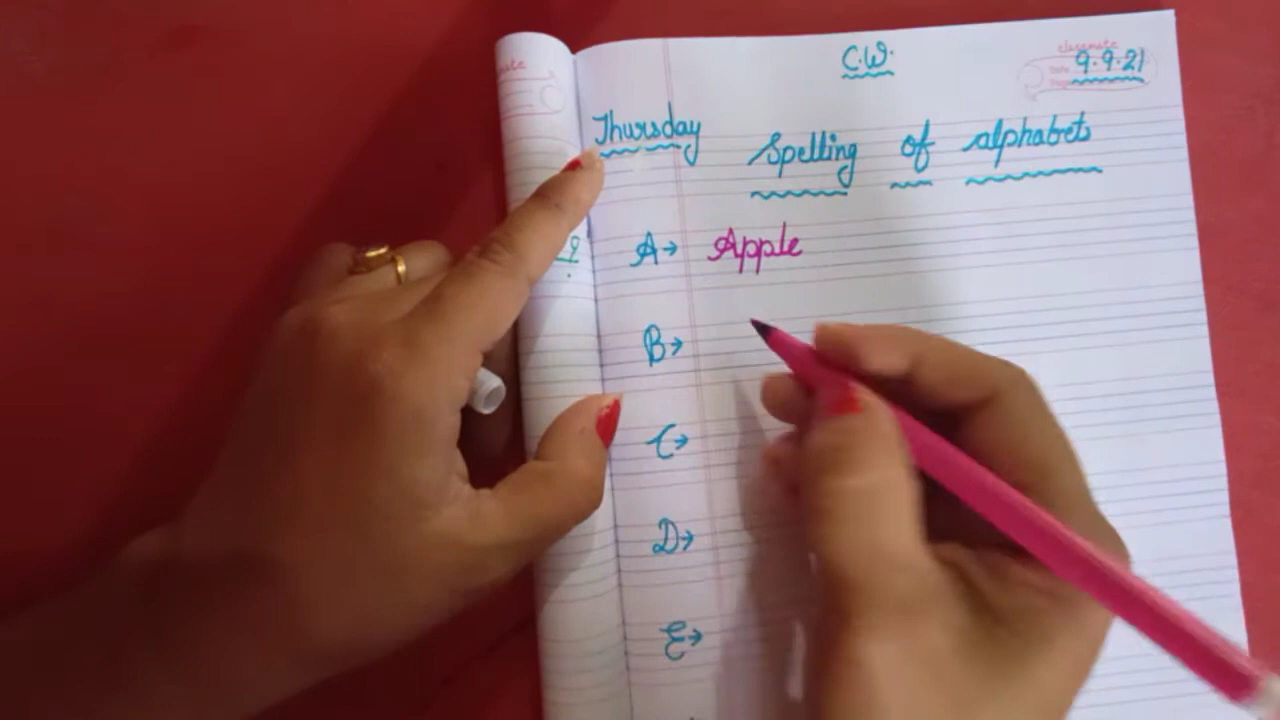 C.W.
classmate
9.9.21
Thursday
Spelling of alphabets
A→ Apple
B→
C→
D→
E→